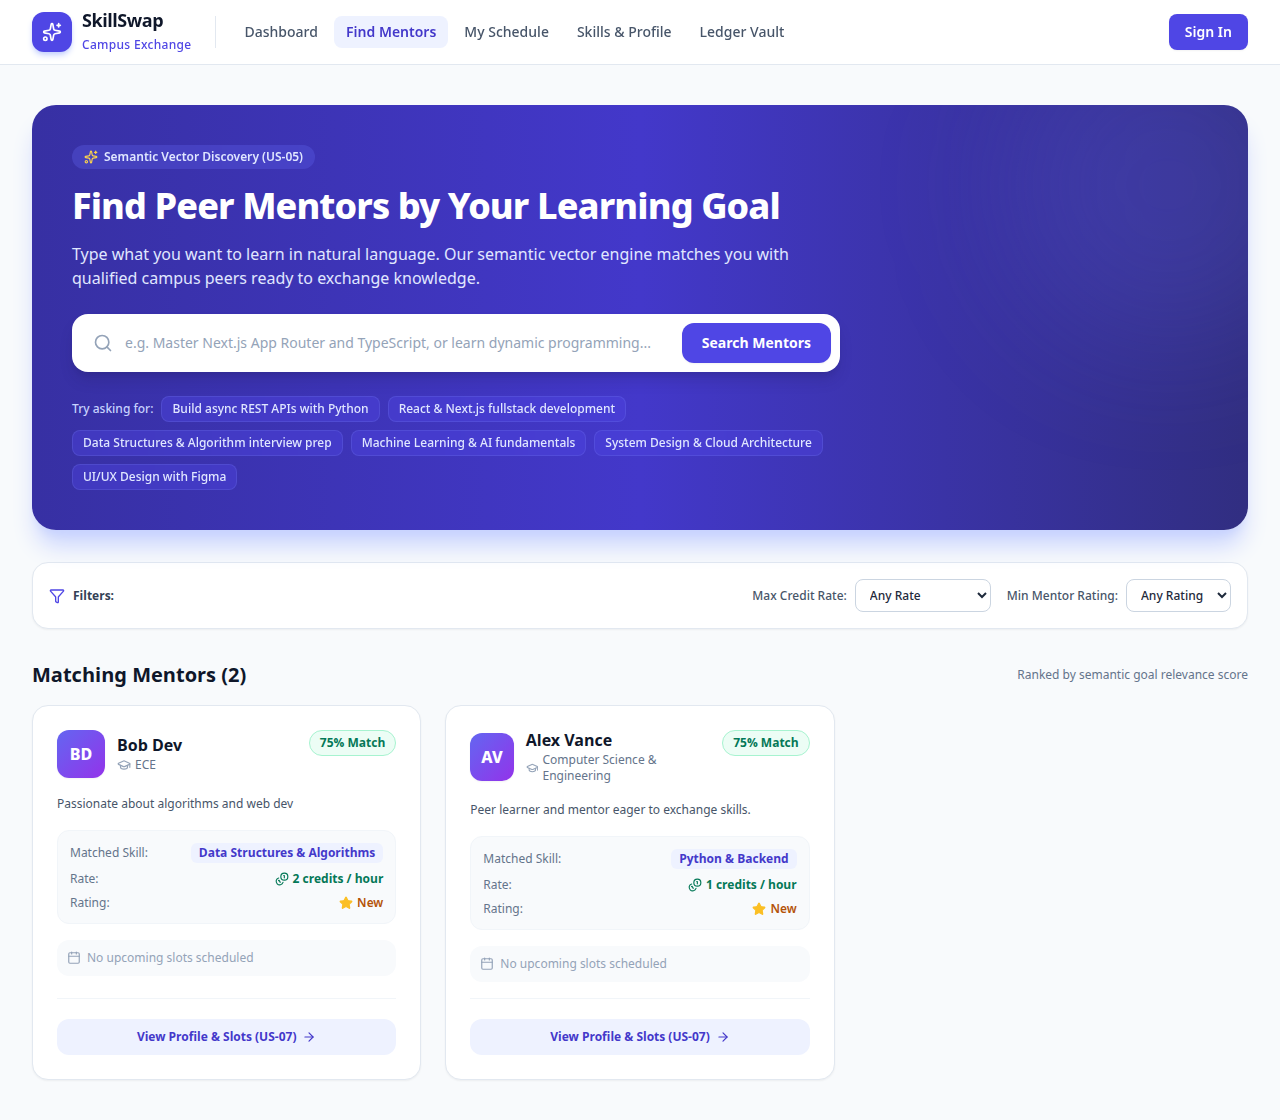 SkillSwap
Campus Exchange
Dashboard
Find Mentors
My Schedule
Skills & Profile
Ledger Vault
Sign In
Semantic Vector Discovery (US-05)
Find Peer Mentors by Your Learning Goal
Type what you want to learn in natural language. Our semantic vector engine matches you with
qualified campus peers ready to exchange knowledge.
e.g. Master Next.js App Router and TypeScript, or learn dynamic programming...
Search Mentors
Try asking for:
Build async REST APIs with Python
React & Next.js fullstack development
Data Structures & Algorithm interview prep
Machine Learning & AI fundamentals
System Design & Cloud Architecture
UI/UX Design with Figma
Filters:
Max Credit Rate:
Any Rate
Min Mentor Rating:
Any Rating
Matching Mentors (2)
Ranked by semantic goal relevance score
BD
Bob Dev
ECE
75% Match
Passionate about algorithms and web dev
Matched Skill:
Data Structures & Algorithms
Rate:
2 credits / hour
Rating:
New
No upcoming slots scheduled
View Profile & Slots (US-07)
AV
Alex Vance
Computer Science &
Engineering
75% Match
Peer learner and mentor eager to exchange skills.
Matched Skill:
Python & Backend
Rate:
1 credits / hour
Rating:
New
No upcoming slots scheduled
View Profile & Slots (US-07)